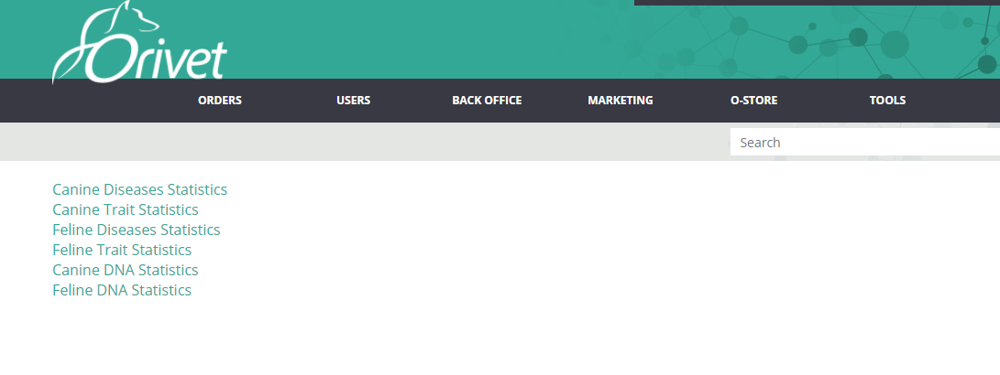 Orivet
ORDERS USERS BACK OFFICE MARKETING O-STORE TOOLS
Search
Canine Diseases Statistics
Canine Trait Statistics
Feline Diseases Statistics
Feline Trait Statistics
Canine DNA Statistics
Feline DNA Statistics